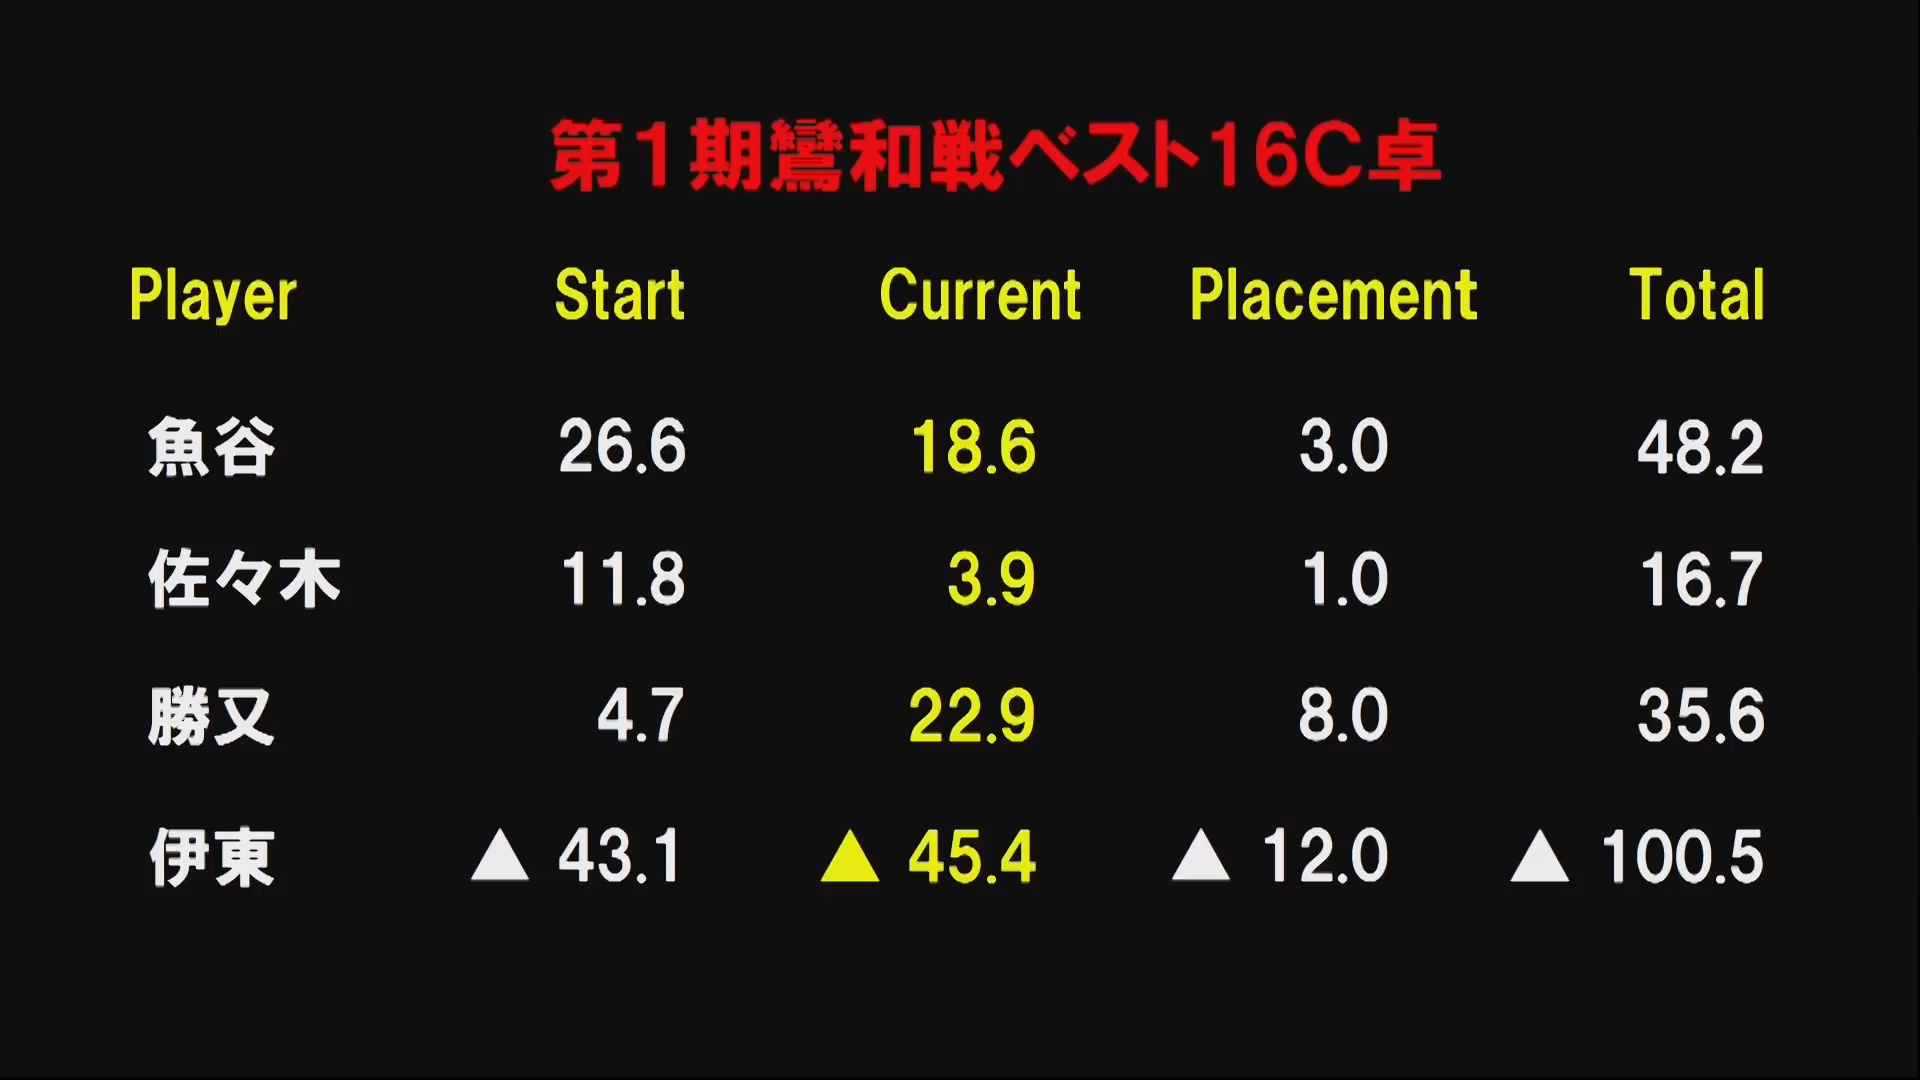 第1期鸞和戦ベスト16C卓
Player Start Current Placement Total
魚谷 26.6 18.6 3.0 48.2
佐々木 11.8 3.9 1.0 16.7
勝又 4.7 22.9 8.0 35.6
伊東 ▲ 43.1 ▲ 45.4 ▲ 12.0 ▲ 100.5